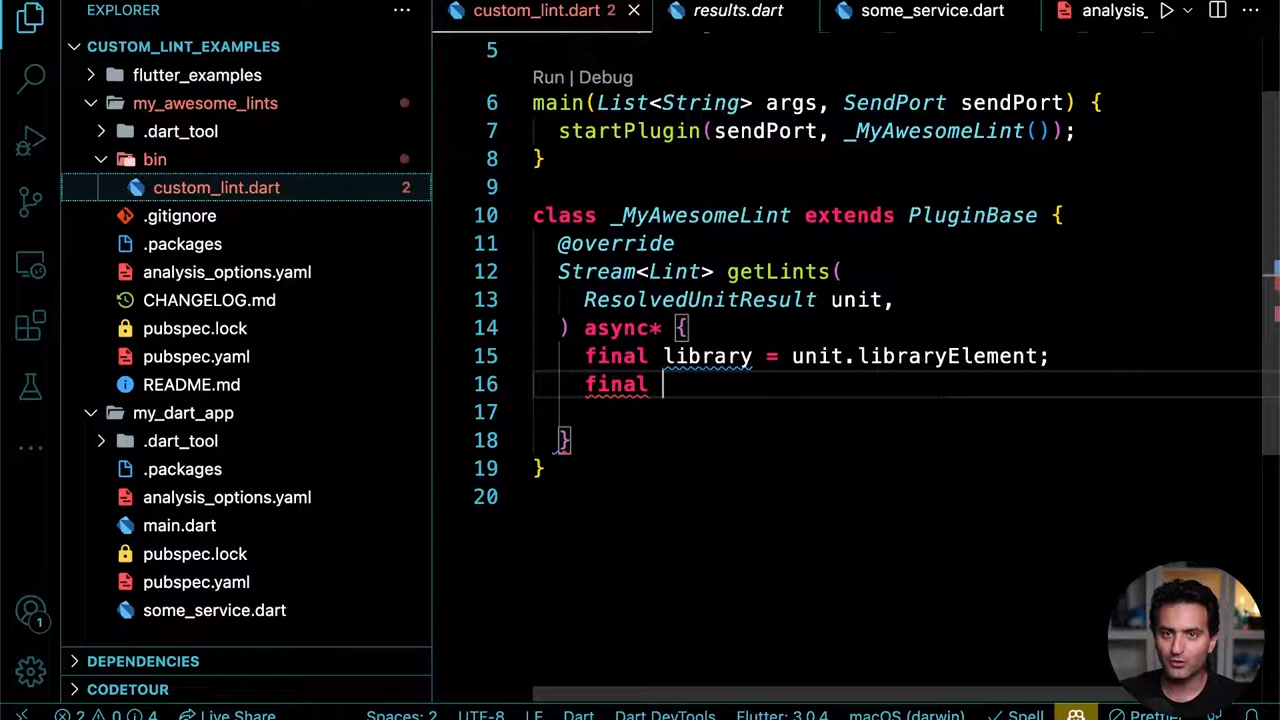 EXPLORER
CUSTOM_LINT_EXAMPLES
flutter_examples
my_awesome_lints
.dart_tool
bin
custom_lint.dart 2
.gitignore
.packages
analysis_options.yaml
CHANGELOG.md
pubspec.lock
pubspec.yaml
README.md
my_dart_app
.dart_tool
.packages
analysis_options.yaml
main.dart
pubspec.lock
pubspec.yaml
some_service.dart
DEPENDENCIES
CODETOUR
1
custom_lint.dart 2 results.dart some_service.dart analysis_
5
Run | Debug
6 main(List<String> args, SendPort sendPort) {
7 startPlugin(sendPort, _MyAwesomeLint());
8 }
9
10 class _MyAwesomeLint extends PluginBase {
11 @override
12 Stream<Lint> getLints(
13 ResolvedUnitResult unit,
14 ) async* {
15 final library = unit.libraryElement;
16 final
17
18 }
19 }
20
2 0 4 Live Share Spaces: 2 UTF-8 LF Dart Dart DevTools Flutter: 3.0.4 macOS (darwin) Spell